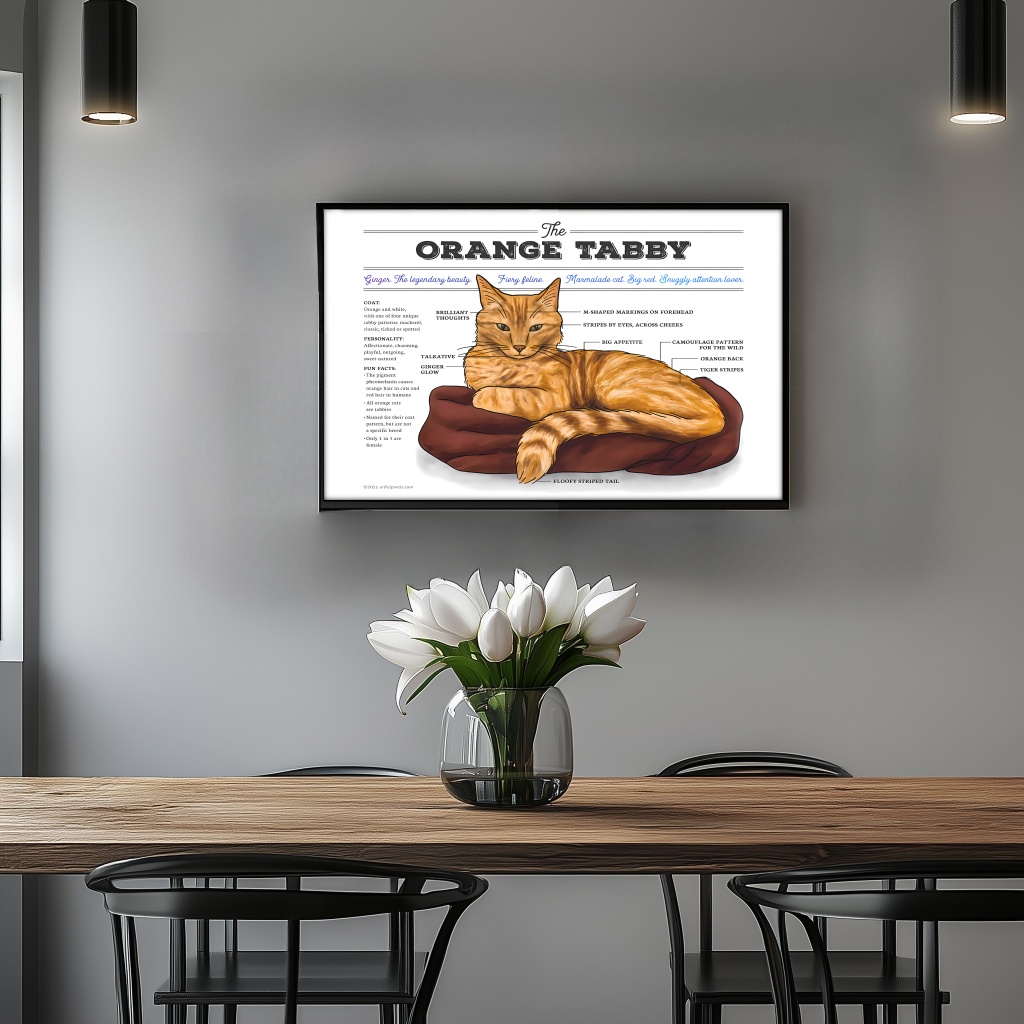 The
ORANGE TABBY
Ginger. The legendary beauty. Fiery feline. Marmalade cat. Big red. Snuggly attention lover.
COAT:
Orange and white,
with one of four unique
tabby patterns: mackerel,
classic, ticked or spotted
PERSONALITY:
Affectionate, charming,
playful, outgoing,
sweet-natured
FUN FACTS:
· The pigment
pheomelanin causes
orange hair in cats and
red hair in humans
· All orange cats
are tabbies
· Named for their coat
pattern, but are not
a specific breed
· Only 1 in 5 are
female
BRILLIANT
THOUGHTS
TALKATIVE
GINGER
GLOW
M-SHAPED MARKINGS ON FOREHEAD
STRIPES BY EYES, ACROSS CHEEKS
BIG APPETITE
CAMOUFLAGE PATTERN
FOR THE WILD
ORANGE BACK
TIGER STRIPES
FLOOFY STRIPED TAIL